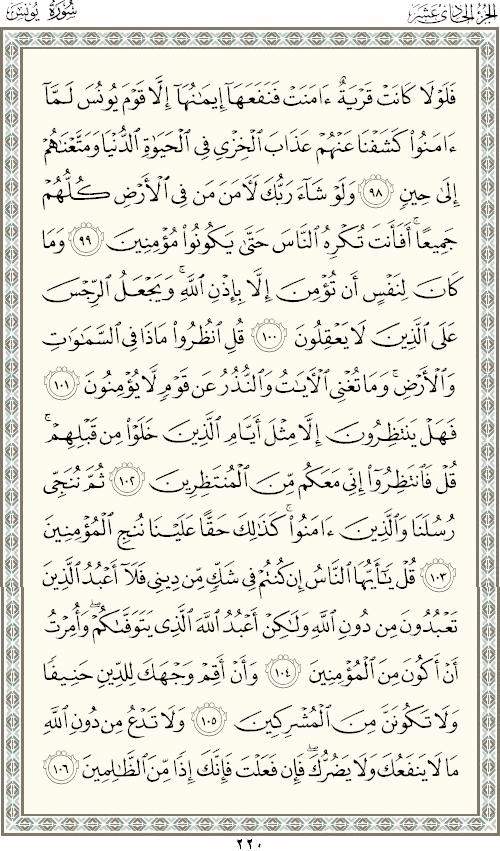 الجزء الحادي عشر
سورة يونس
فَلَوْلَا كَانَتْ قَرْيَةٌ ءَامَنَتْ فَنَفَعَهَآ إِيمَٰنُهَآ إِلَّا قَوْمَ يُونُسَ لَمَّآ
ءَامَنُوا۟ كَشَفْنَا عَنْهُمْ عَذَابَ ٱلْخِزْىِ فِى ٱلْحَيَوٰةِ ٱلدُّنْيَا وَمَتَّعْنَٰهُمْ
إِلَىٰ حِينٍ ٩٨ وَلَوْ شَآءَ رَبُّكَ لَـَٔامَنَ مَن فِى ٱلْأَرْضِ كُلُّهُمْ
جَمِيعًا ۚ أَفَأَنتَ تُكْرِهُ ٱلنَّاسَ حَتَّىٰ يَكُونُوا۟ مُؤْمِنِينَ ٩٩ وَمَا
كَانَ لِنَفْسٍ أَن تُؤْمِنَ إِلَّا بِإِذْنِ ٱللَّهِ ۚ وَيَجْعَلُ ٱلرِّجْسَ
عَلَى ٱلَّذِينَ لَا يَعْقِلُونَ ١٠٠ قُلِ ٱنظُرُوا۟ مَاذَا فِى ٱلسَّمَٰوَٰتِ
وَٱلْأَرْضِ ۚ وَمَا تُغْنِى ٱلْـَٔايَٰتُ وَٱلنُّذُرُ عَن قَوْمٍ لَّا يُؤْمِنُونَ ١٠١
فَهَلْ يَنتَظِرُونَ إِلَّا مِثْلَ أَيَّامِ ٱلَّذِينَ خَلَوْا۟ مِن قَبْلِهِمْ ۚ
قُلْ فَٱنتَظِرُوٓا۟ إِنِّى مَعَكُم مِّنَ ٱلْمُنتَظِرِينَ ١٠٢ ثُمَّ نُنَجِّى
رُسُلَنَا وَٱلَّذِينَ ءَامَنُوا۟ ۚ كَذَٰلِكَ حَقًّا عَلَيْنَا نُنجِ ٱلْمُؤْمِنِينَ
١٠٣ قُلْ يَٰٓأَيُّهَا ٱلنَّاسُ إِن كُنتُمْ فِى شَكٍّ مِّن دِينِى فَلَآ أَعْبُدُ ٱلَّذِينَ
تَعْبُدُونَ مِن دُونِ ٱللَّهِ وَلَٰكِنْ أَعْبُدُ ٱللَّهَ ٱلَّذِى يَتَوَفَّىٰكُمْ ۖ وَأُمِرْتُ
أَنْ أَكُونَ مِنَ ٱلْمُؤْمِنِينَ ١٠٤ وَأَنْ أَقِمْ وَجْهَكَ لِلدِّينِ حَنِيفًا
وَلَا تَكُونَنَّ مِنَ ٱلْمُشْرِكِينَ ١٠٥ وَلَا تَدْعُ مِن دُونِ ٱللَّهِ
مَا لَا يَنفَعُكَ وَلَا يَضُرُّكَ ۖ فَإِن فَعَلْتَ فَإِنَّكَ إِذًا مِّنَ ٱلظَّٰلِمِينَ ١٠٦
٢٢٠